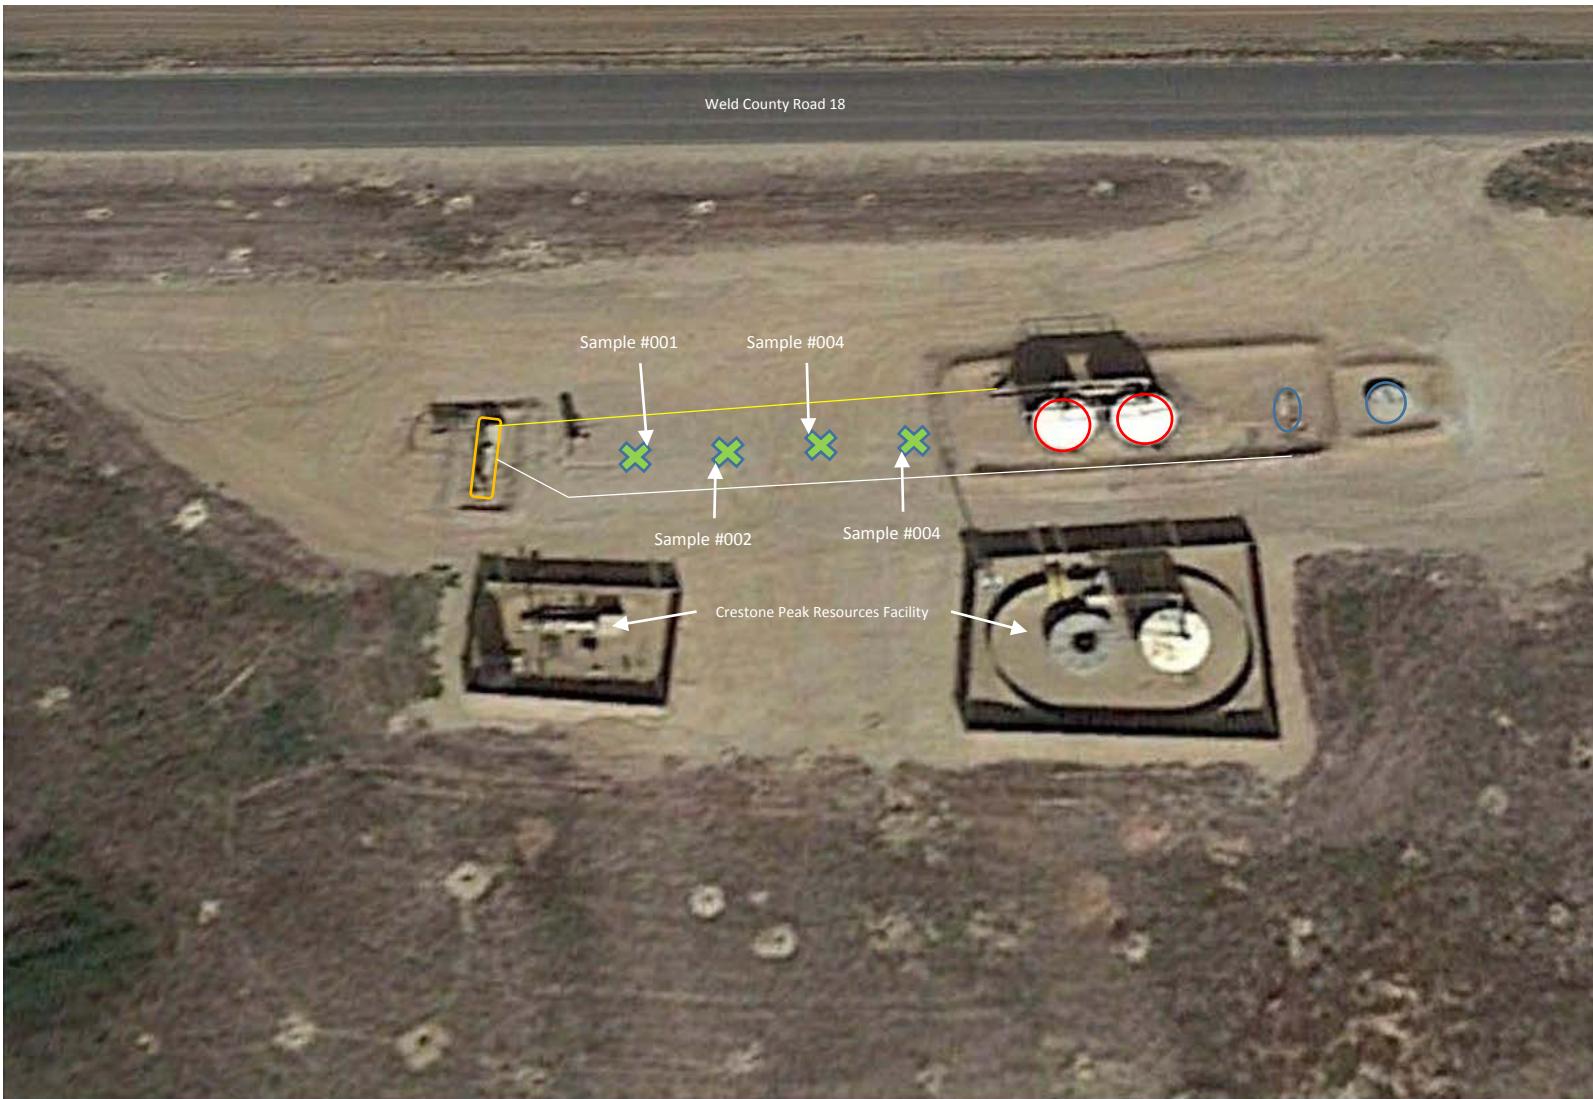 Weld County Road 18
Sample #001
Sample #004
Sample #002
Sample #004
Crestone Peak Resources Facility